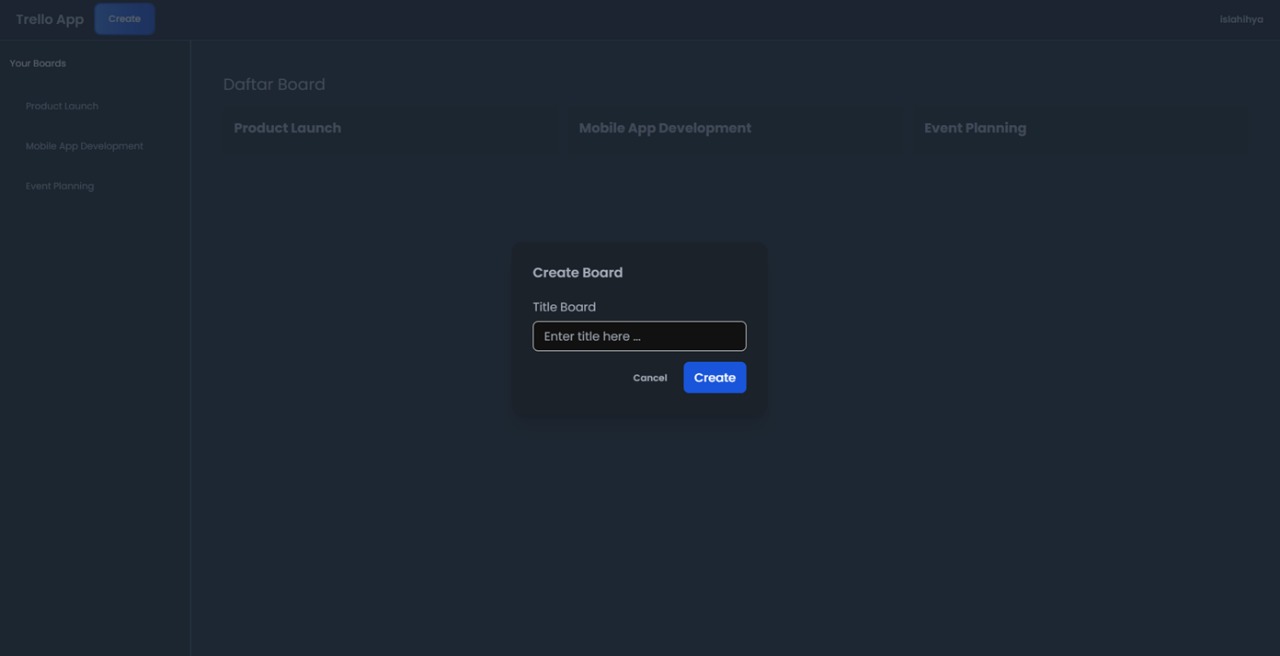 Trello App Create islahihya
Your Boards
Product Launch
Mobile App Development
Event Planning
Daftar Board
Product Launch Mobile App Development Event Planning
Create Board
Title Board
Enter title here ...
Cancel Create